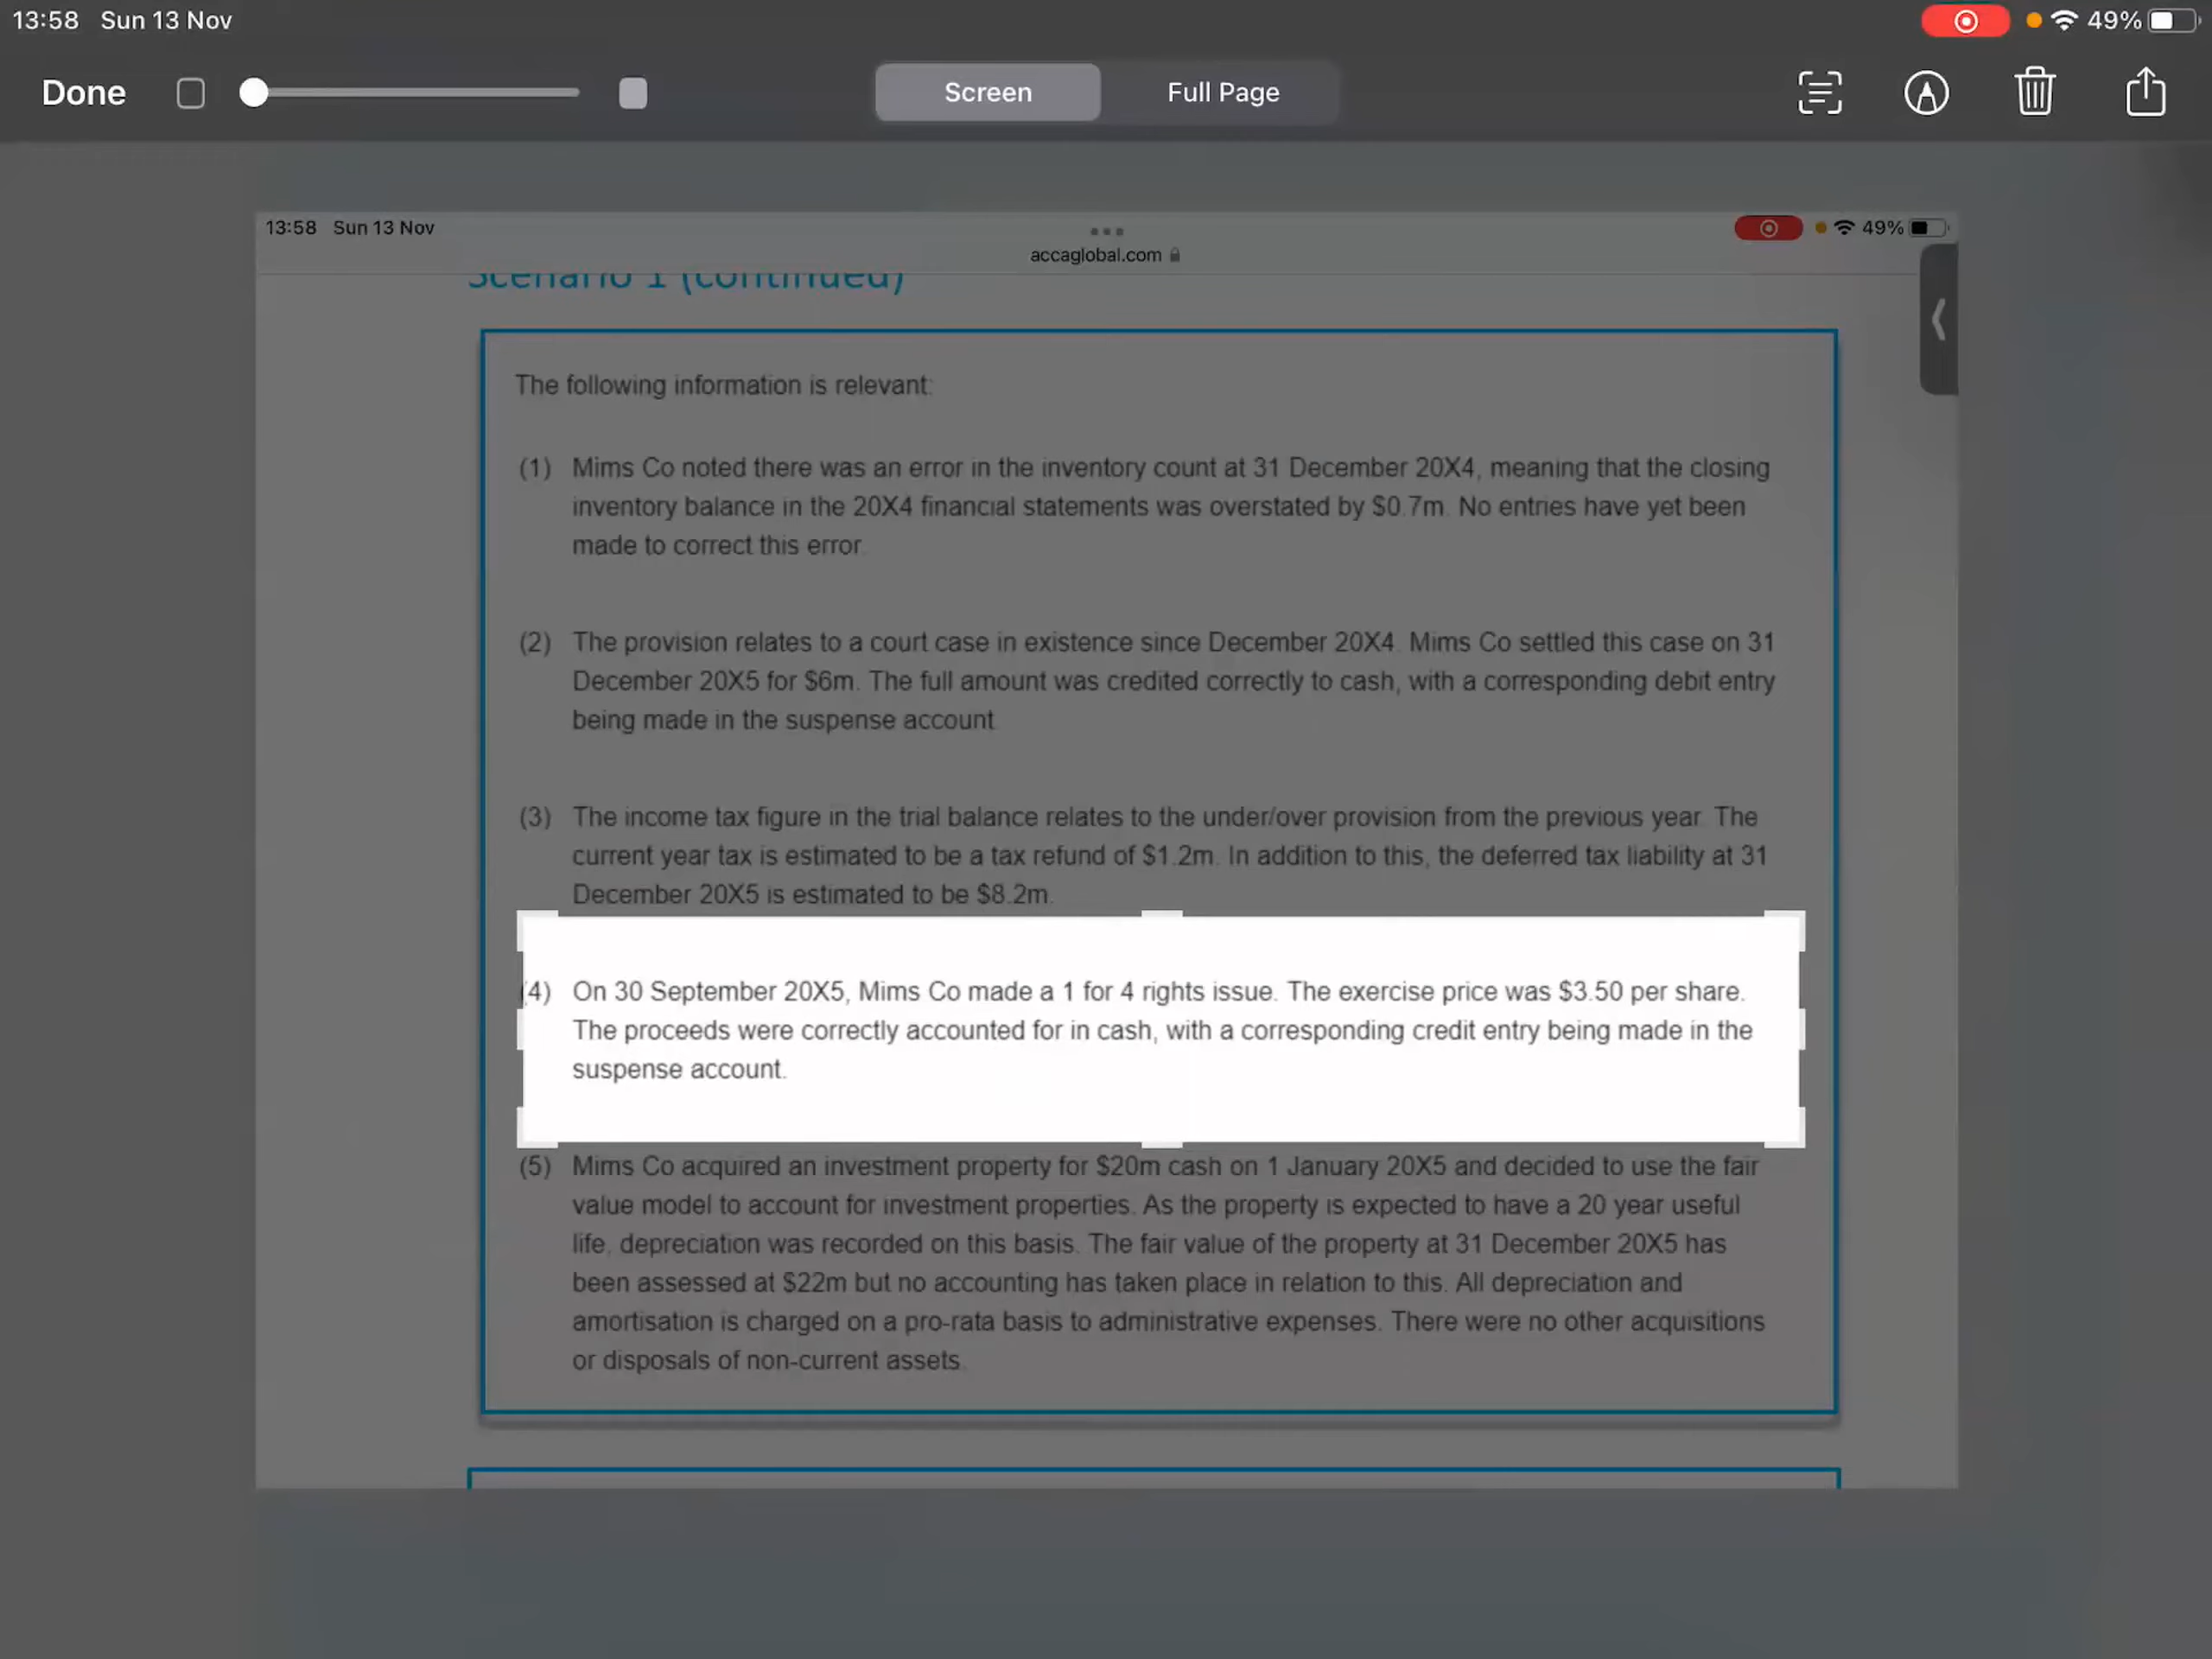 13:58 Sun 13 Nov
49%
Done
Screen
Full Page
13:58 Sun 13 Nov
49%
accaglobal.com
Scenario 1 (continued)
The following information is relevant:
(1) Mims Co noted there was an error in the inventory count at 31 December 20X4, meaning that the closing
inventory balance in the 20X4 financial statements was overstated by $0.7m. No entries have yet been
made to correct this error.
(2) The provision relates to a court case in existence since December 20X4. Mims Co settled this case on 31
December 20X5 for $6m. The full amount was credited correctly to cash, with a corresponding debit entry
being made in the suspense account.
(3) The income tax figure in the trial balance relates to the under/over provision from the previous year. The
current year tax is estimated to be a tax refund of $1.2m. In addition to this, the deferred tax liability at 31
December 20X5 is estimated to be $8.2m.
(4) On 30 September 20X5, Mims Co made a 1 for 4 rights issue. The exercise price was $3.50 per share.
The proceeds were correctly accounted for in cash, with a corresponding credit entry being made in the
suspense account.
(5) Mims Co acquired an investment property for $20m cash on 1 January 20X5 and decided to use the fair
value model to account for investment properties. As the property is expected to have a 20 year useful
life, depreciation was recorded on this basis. The fair value of the property at 31 December 20X5 has
been assessed at $22m but no accounting has taken place in relation to this. All depreciation and
amortisation is charged on a pro-rata basis to administrative expenses. There were no other acquisitions
or disposals of non-current assets.